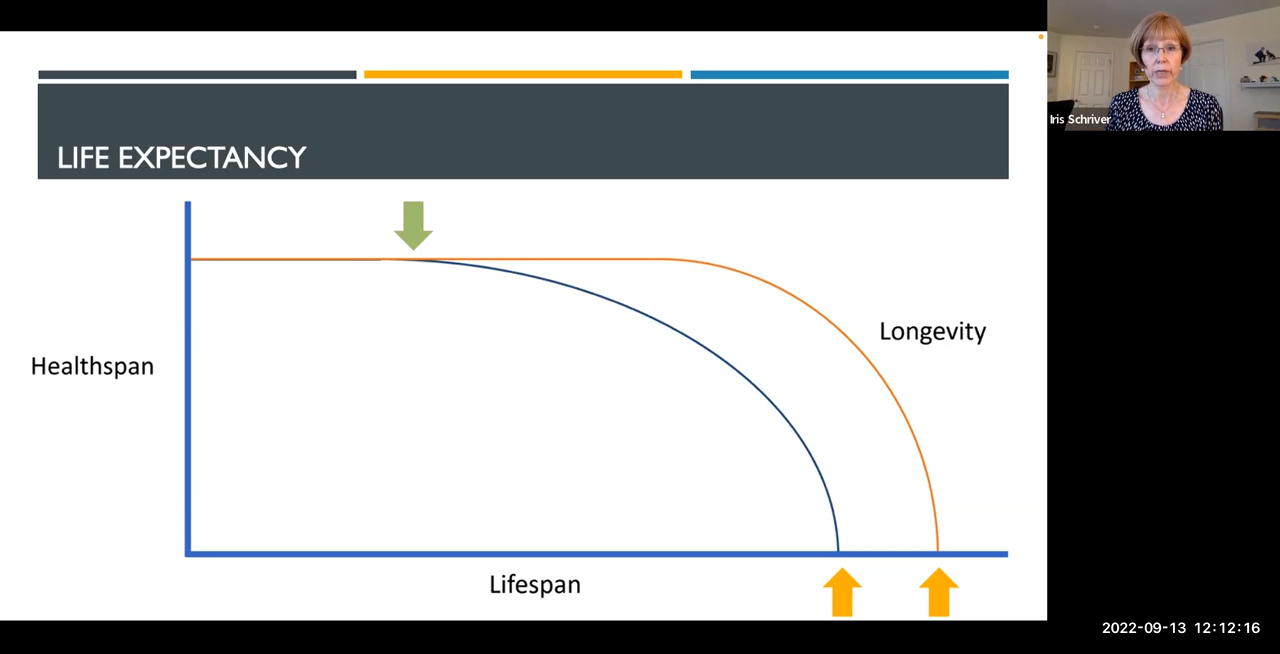 Iris Schriver
LIFE EXPECTANCY
Longevity
Healthspan
Lifespan
2022-09-13 12:12:16